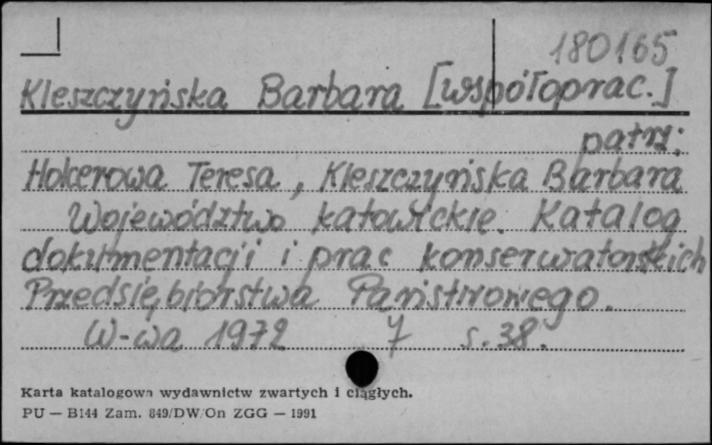 180165
Kleszczyńska Barbara [współoprac.]
patrz:
Holcerowa Teresa, Kleszczyńska Barbara
Województwo katowickie. Katalog
dokumentacji i prac konserwatorskich
Przedsiębiorstwa Państwowego.
W-wa 1972 7 s. 38.
Karta katalogowa wydawnictw zwartych i ciągłych.
PU — B144 Zam. 849/DW/On ZGG — 1991